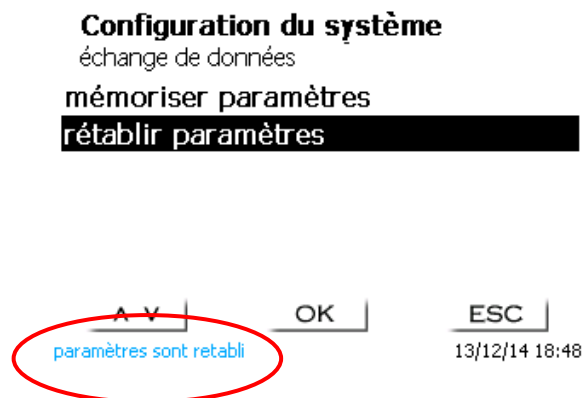 Configuration du système
échange de données
mémoriser paramètres
rétablir paramètres
Λ V OK ESC
paramètres sont retabli 13/12/14 18:48